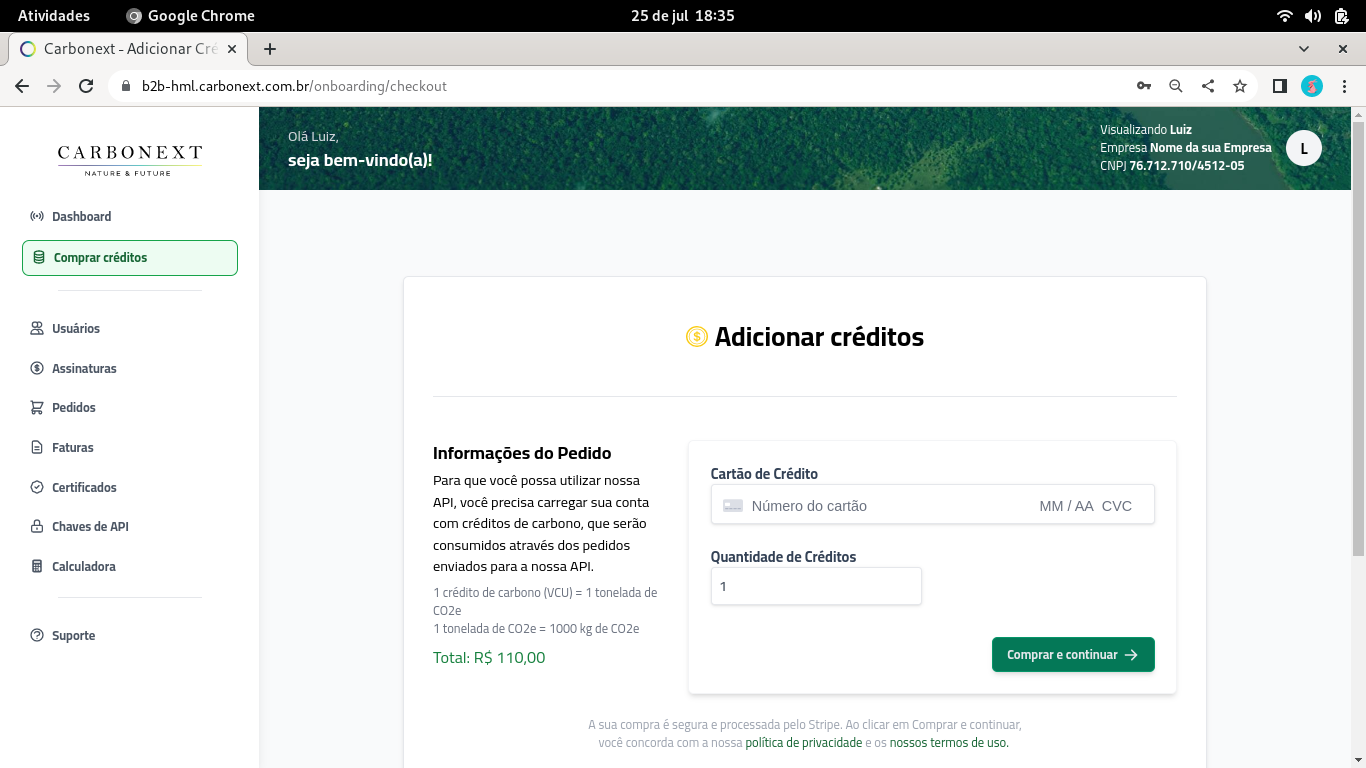 Atividades
Google Chrome
25 de jul 18:35
Carbonext - Adicionar Cré
b2b-hml.carbonext.com.br/onboarding/checkout
CARBONEXT
NATURE & FUTURE
Dashboard
Comprar créditos
Usuários
Assinaturas
Pedidos
Faturas
Certificados
Chaves de API
Calculadora
Suporte
Olá Luiz,
seja bem-vindo(a)!
Visualizando Luiz
Empresa Nome da sua Empresa
CNPJ 76.712.710/4512-05
L
Adicionar créditos
Informações do Pedido
Para que você possa utilizar nossa
API, você precisa carregar sua conta
com créditos de carbono, que serão
consumidos através dos pedidos
enviados para a nossa API.
1 crédito de carbono (VCU) = 1 tonelada de
CO2e
1 tonelada de CO2e = 1000 kg de CO2e
Total: R$ 110,00
Cartão de Crédito
Número do cartão MM / AA CVC
Quantidade de Créditos
1
Comprar e continuar
A sua compra é segura e processada pelo Stripe. Ao clicar em Comprar e continuar,
você concorda com a nossa política de privacidade e os nossos termos de uso.